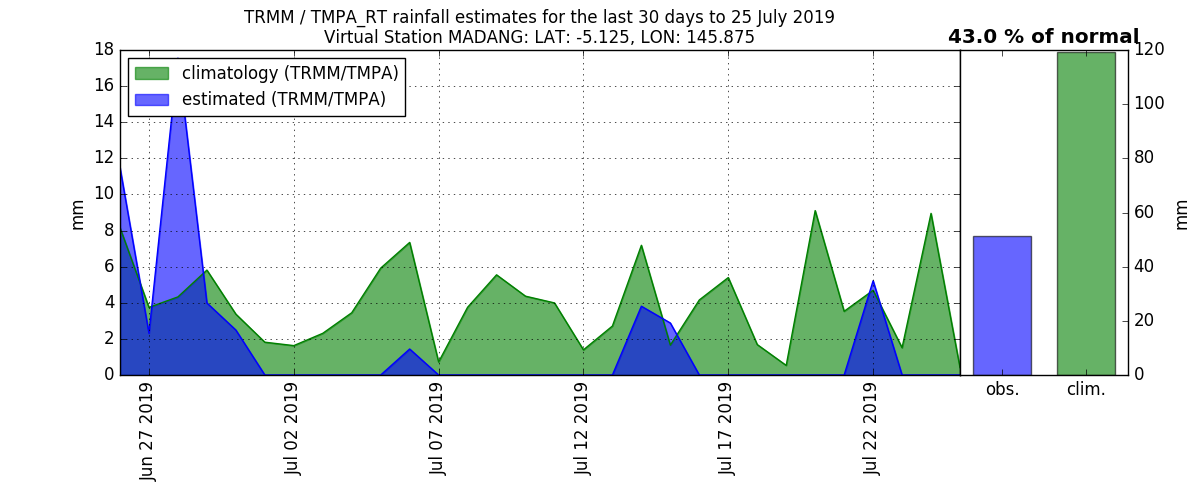 TRMM / TMPA_RT rainfall estimates for the last 30 days to 25 July 2019
Virtual Station MADANG: LAT: -5.125, LON: 145.875
43.0 % of normal
climatology (TRMM/TMPA)
estimated (TRMM/TMPA)
mm
18
16
14
12
10
8
6
4
2
0
Jun 27 2019
Jul 02 2019
Jul 07 2019
Jul 12 2019
Jul 17 2019
Jul 22 2019
obs.
clim.
120
100
80
60
40
20
0
mm